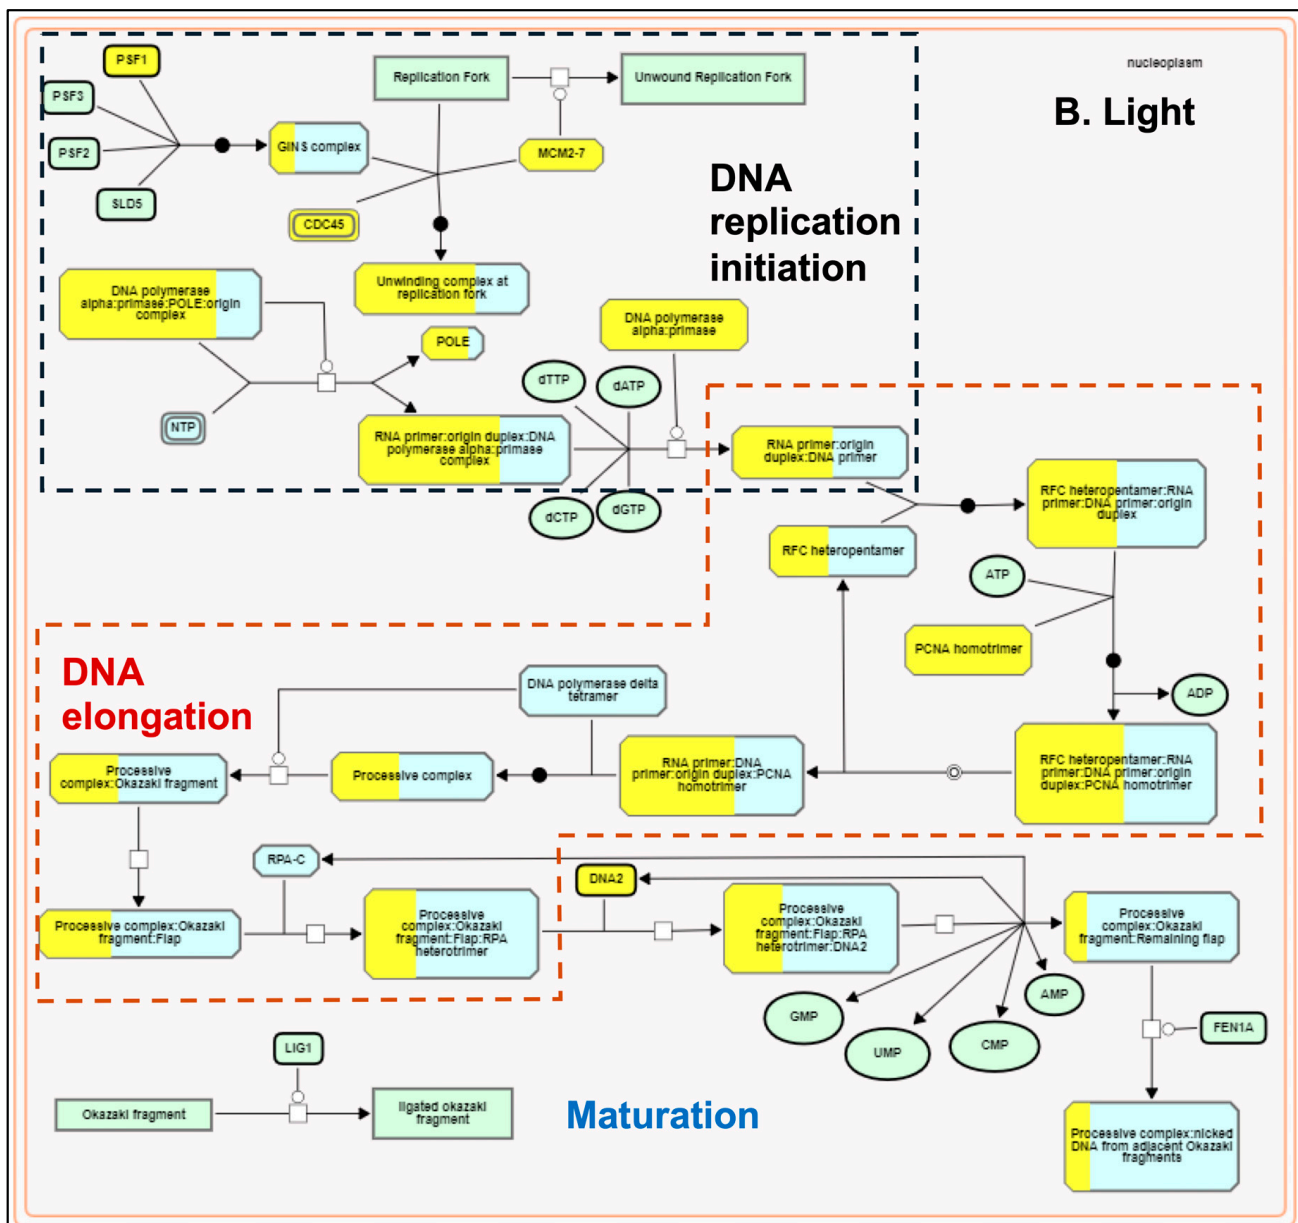 nucleoplasm
B. Light
PSF1
PSF3
PSF2
SLD5
GINS complex
Replication Fork
Unwound Replication Fork
MCM2-7
CDC45
DNA
replication
initiation
Unwinding complex at
replication fork
DNA polymerase
alpha:primase:POLE:origin
complex
POLE
NTP
RNA primer:origin duplex:DNA
polymerase alpha:primase
complex
DNA polymerase
alpha:primase
dTTP
dATP
dCTP
dGTP
RNA primer:origin
duplex:DNA primer
RFC heteropentamer
RFC heteropentamer:RNA
primer:DNA primer:origin
duplex
ATP
PCNA homotrimer
ADP
RFC heteropentamer:RNA
primer:DNA primer:origin
duplex:PCNA homotrimer
DNA
elongation
DNA polymerase delta
tetramer
RNA primer:DNA
primer:origin duplex:PCNA
homotrimer
Processive complex
Processive
complex:Okazaki fragment
RPA-C
Processive complex:Okazaki
fragment:Flap
Processive
complex:Okazaki
fragment:Flap:RPA
heterotrimer
DNA2
Processive
complex:Okazaki
fragment:Flap:RPA
heterotrimer:DNA2
Processive
complex:Okazaki
fragment:Remaining flap
GMP
UMP
CMP
AMP
FEN1A
LIG1
Okazaki fragment
ligated okazaki
fragment
Maturation
Processive complex:nicked
DNA from adjacent Okazaki
fragments